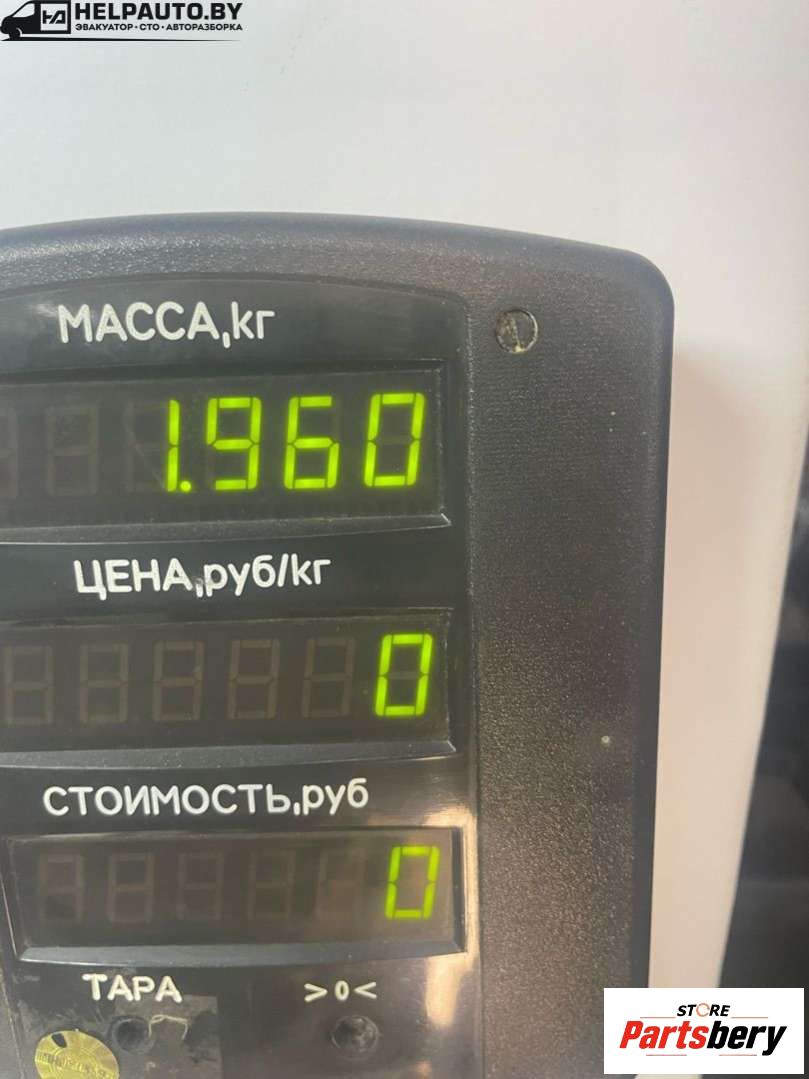 HELPAUTO.BY
ЭВАКУАТОР • СТО • АВТОРАЗБОРКА
МАССА,кг
1.960
ЦЕНА,руб/кг
0
СТОИМОСТЬ,руб
0
ТАРА >0<
STORE
Partsbery